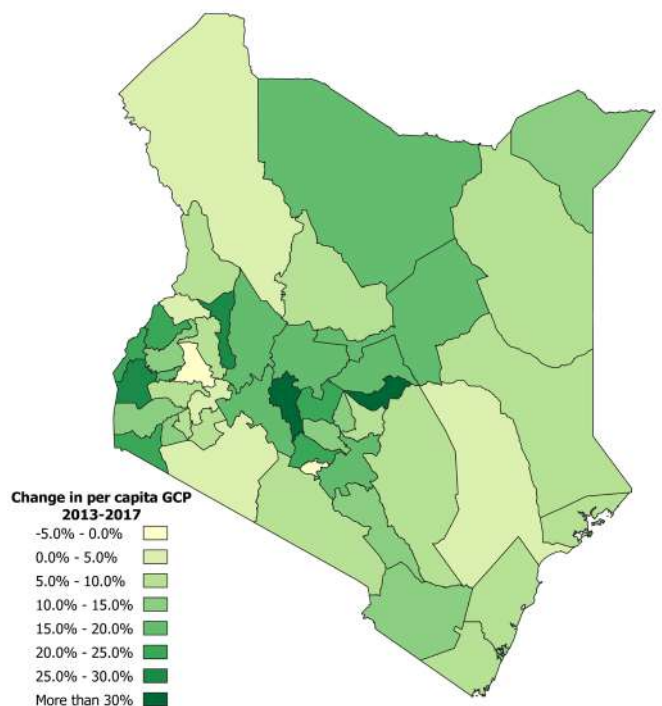 Change in per capita GCP
2013-2017
-5.0% - 0.0%
0.0% - 5.0%
5.0% - 10.0%
10.0% - 15.0%
15.0% - 20.0%
20.0% - 25.0%
25.0% - 30.0%
More than 30%